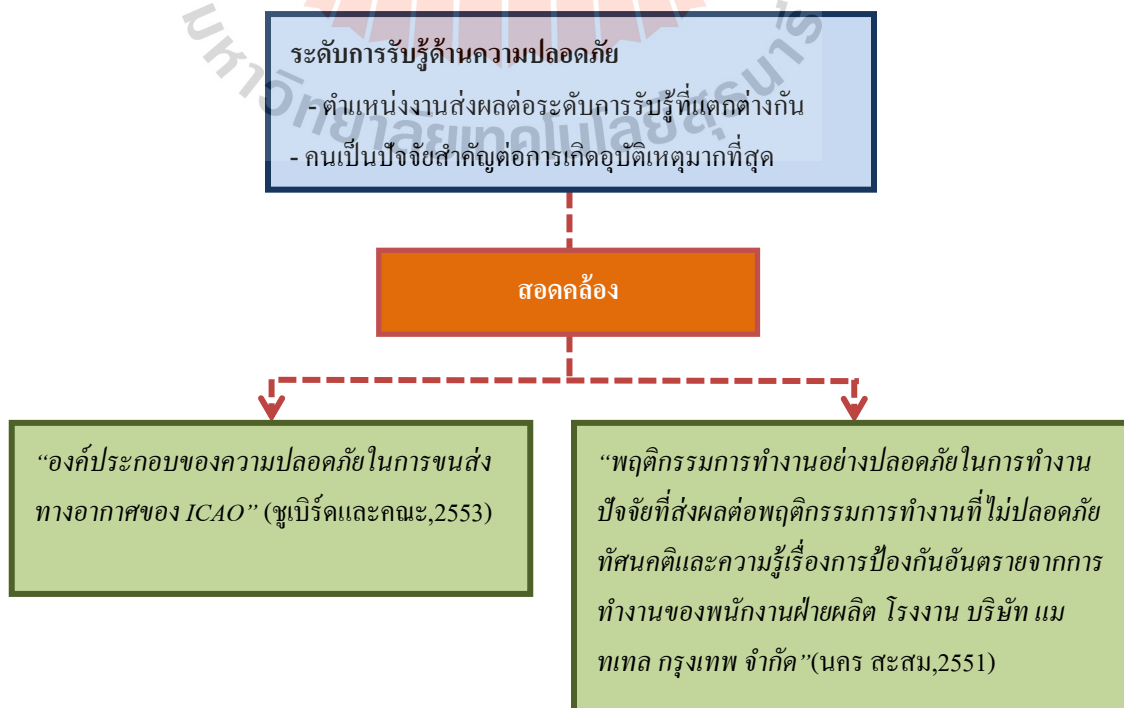 ระดับการรับรู้ด้านความปลอดภัย
- ตำแหน่งงานส่งผลต่อระดับการรับรู้ที่แตกต่างกัน
- คนเป็นปัจจัยสำคัญต่อการเกิดอุบัติเหตุมากที่สุด
สอดคล้อง
“องค์ประกอบของความปลอดภัยในการขนส่ง
ทางอากาศของ ICAO” (ชูเบิร์ดและคณะ,2553)
“พฤติกรรมการทำงานอย่างปลอดภัยในการทำงาน
ปัจจัยที่ส่งผลต่อพฤติกรรมการทำงานที่ไม่ปลอดภัย
ทัศนคติและความรู้เรื่องการป้องกันอันตรายจากการ
ทำงานของพนักงานฝ่ายผลิต โรงงาน บริษัท แม
ทเทล กรุงเทพ จำกัด”(นคร สะสม,2551)